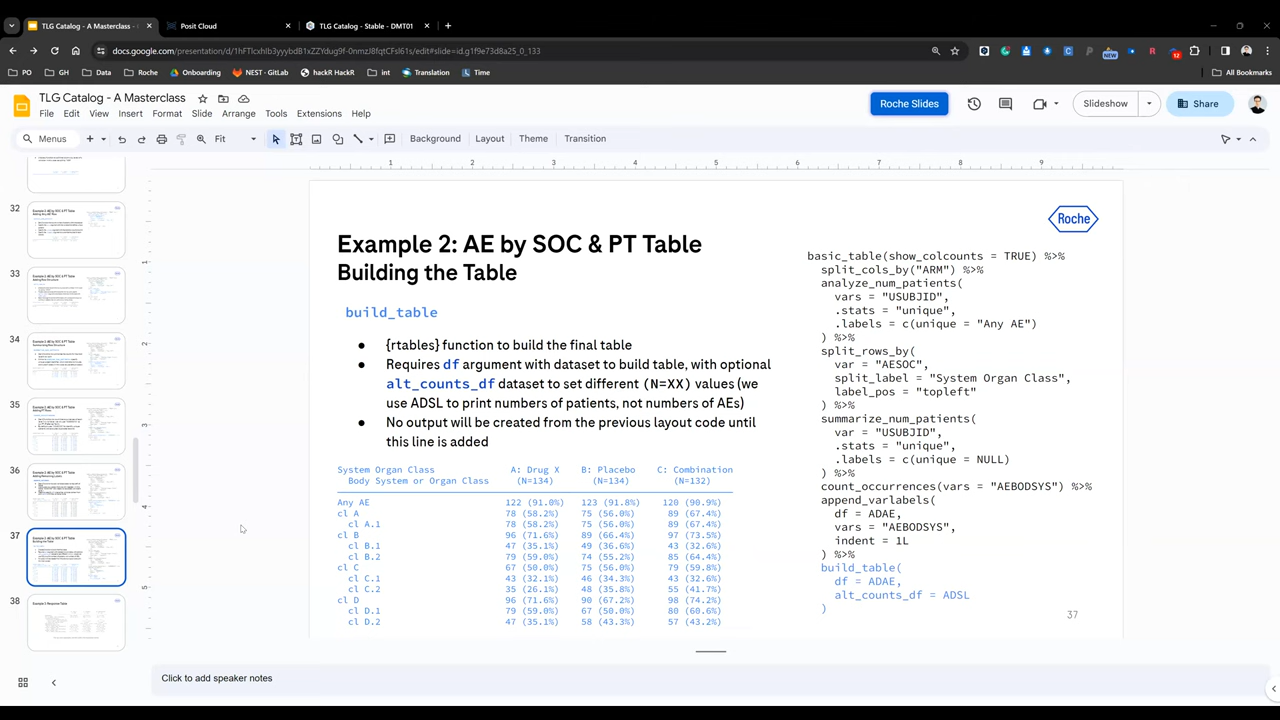 TLG Catalog - A Masterclass -
Posit Cloud
TLG Catalog - Stable - DMT01
PO
GH
Data
Roche
Onboarding
NEST - GitLab
hackR HackR
int
Translation
Time
All Bookmarks
TLG Catalog - A Masterclass
File Edit View Insert Format Slide Arrange Tools Extensions Help
Roche Slides
Slideshow
Share
Menus
Fit
Background
Layout
Theme
Transition
1 2 3 4 5 6 7 8 9
32
33
34
35
36
37
38
Roche
Example 2: AE by SOC & PT Table
Building the Table
build_table
● {rtables} function to build the final table
● Requires df argument with dataset to build table, with optional
alt_counts_df dataset to set different (N=XX) values (we
use ADSL to count numbers of patients, not numbers of AEs)
● No output will be created from the previous layout code until
this line is added
System Organ Class A: Drug X B: Placebo C: Combination
Body System or Organ Class (N=134) (N=134) (N=132)
Any AE 122 (91.0%) 123 (91.8%) 120 (90.9%)
cl A 78 (58.2%) 75 (56.0%) 89 (67.4%)
cl A.1 78 (58.2%) 75 (56.0%) 89 (67.4%)
cl B 96 (71.6%) 89 (66.4%) 97 (73.5%)
cl B.1 47 (35.1%) 49 (36.6%) 43 (32.6%)
cl B.2 79 (59.0%) 74 (55.2%) 85 (64.4%)
cl C 67 (50.0%) 75 (56.0%) 79 (59.8%)
cl C.1 43 (32.1%) 46 (34.3%) 43 (32.6%)
cl C.2 35 (26.1%) 48 (35.8%) 55 (41.7%)
cl D 96 (71.6%) 90 (67.2%) 98 (74.2%)
cl D.1 79 (59.0%) 67 (50.0%) 80 (60.6%)
cl D.2 47 (35.1%) 58 (43.3%) 57 (43.2%)
basic_table(show_colcounts = TRUE) %>%
vars = "USUBJID",
.stats = "unique",
.labels = c(unique = "Any AE")
%>%
var = "AESOC",
split_label = "System Organ Class",
label_pos = "topleft"
%>%
var = "USUBJID",
.stats = "unique",
.labels = c(unique = NULL)
%>%
count_occurrences(vars = "AEBODSYS") %>%
append_varlabels(
df = ADAE,
vars = "AEBODSYS",
indent = 1L
%>%
build_table(
df = ADAE,
alt_counts_df = ADSL
)
37
Click to add speaker notes